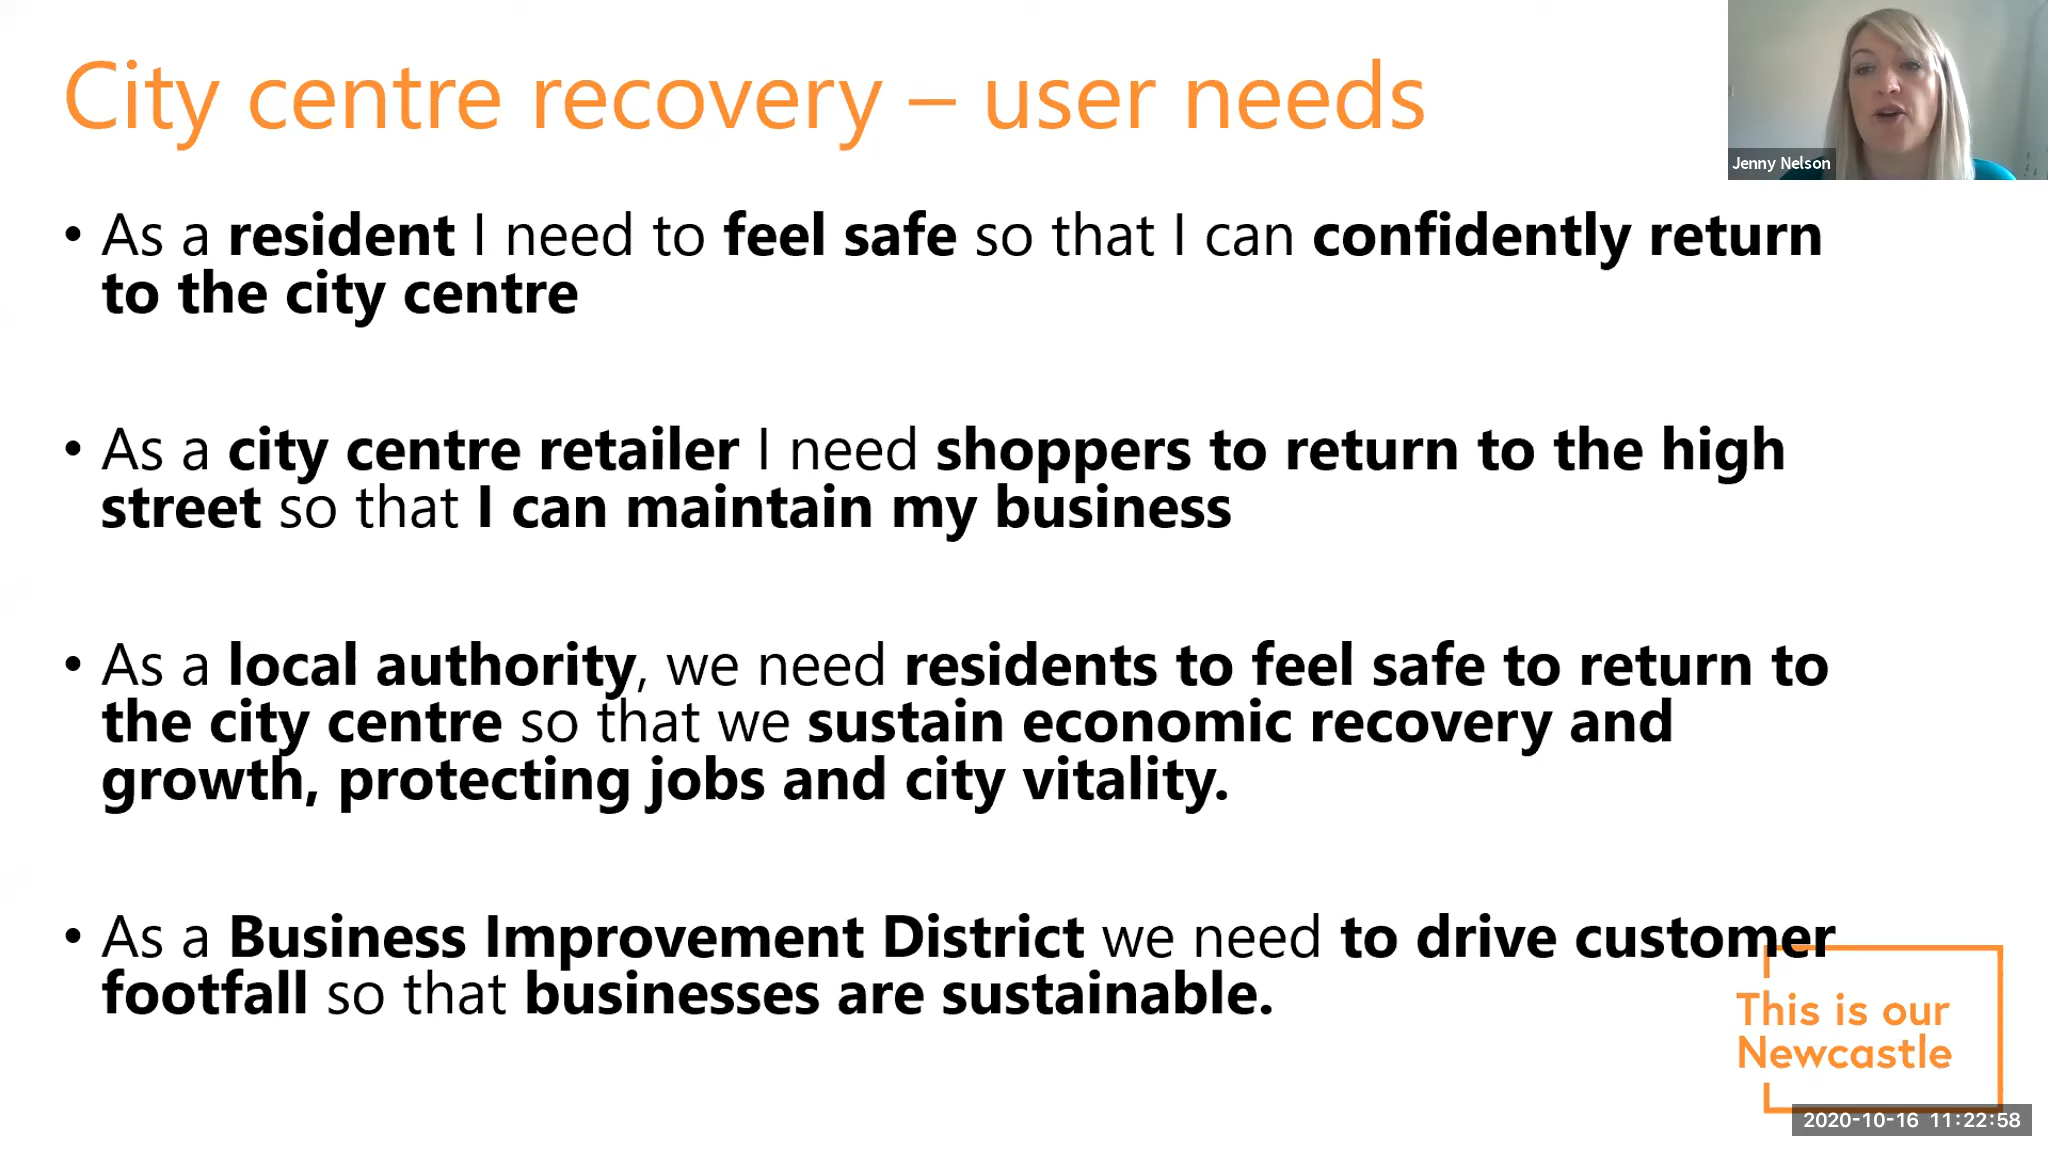 City centre recovery – user needs
Jenny Nelson
• As a resident I need to feel safe so that I can confidently return
to the city centre
• As a city centre retailer I need shoppers to return to the high
street so that I can maintain my business
• As a local authority, we need residents to feel safe to return to
the city centre so that we sustain economic recovery and
growth, protecting jobs and city vitality.
• As a Business Improvement District we need to drive customer
footfall so that businesses are sustainable.
This is our
Newcastle
2020-10-16 11:22:58